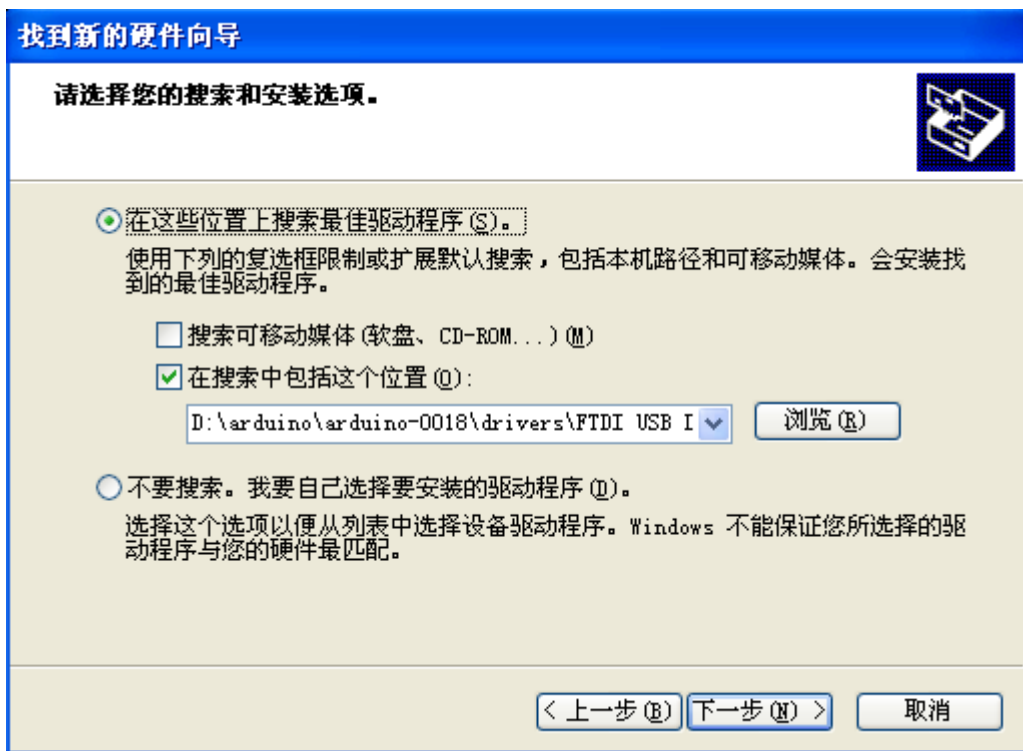 找到新的硬件向导
请选择您的搜索和安装选项。
在这些位置上搜索最佳驱动程序(S)。
使用下列的复选框限制或扩展默认搜索，包括本机路径和可移动媒体。会安装找
到的最佳驱动程序。
搜索可移动媒体(软盘、CD-ROM...)(M)
在搜索中包括这个位置(O):
D:\arduino\arduino-0018\drivers\FTDI USB I
浏览(R)
不要搜索。我要自己选择要安装的驱动程序(D)。
选择这个选项以便从列表中选择设备驱动程序。Windows 不能保证您所选择的驱
动程序与您的硬件最匹配。
< 上一步(B) 下一步(N) > 取消